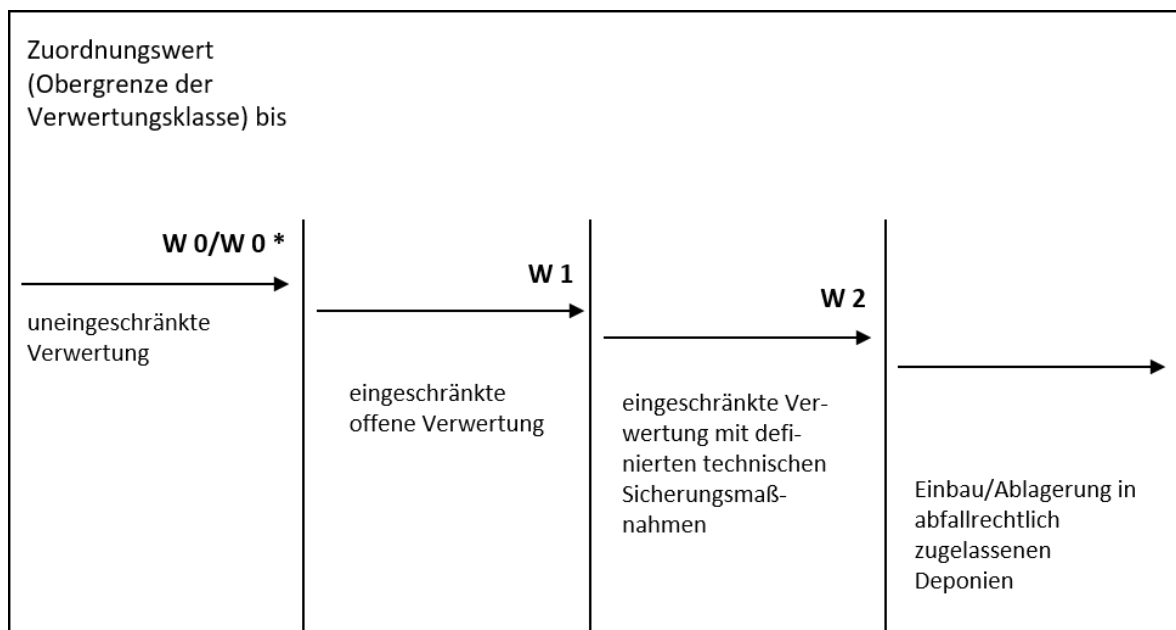 Zuordnungswert
(Obergrenze der
Verwertungsklasse) bis
W 0/W 0 *
uneingeschränkte
Verwertung
W 1
eingeschränkte
offene Verwertung
W 2
eingeschränkte Ver-
wertung mit defi-
nierten technischen
Sicherungsmaß-
nahmen
Einbau/Ablagerung in
abfallrechtlich
zugelassenen
Deponien